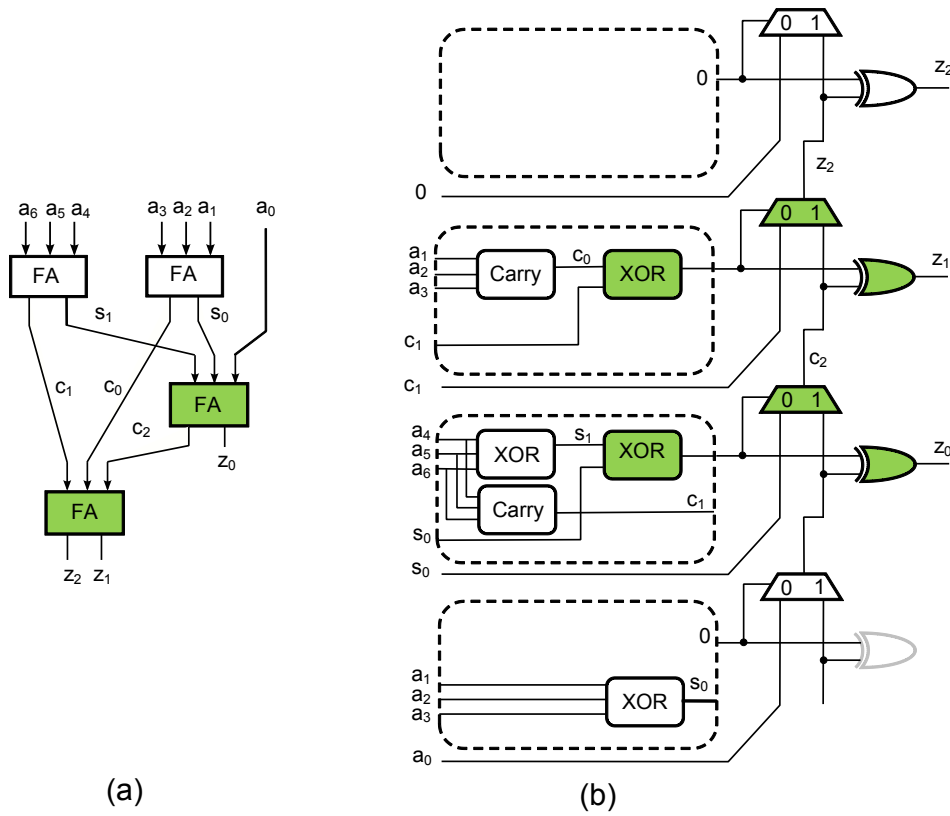 a6 a5 a4
a3 a2 a1
a0
FA
FA
s1
s0
c1
c0
FA
c2
z0
FA
z2 z1
(a)
0 1
0
z2
0
z2
0 1
a1
a2
a3
Carry
c0
XOR
z1
c1
c1
c2
0 1
a4
a5
a6
XOR
s1
XOR
z0
Carry
c1
s0
s0
0 1
0
a1
a2
a3
XOR
s0
a0
(b)